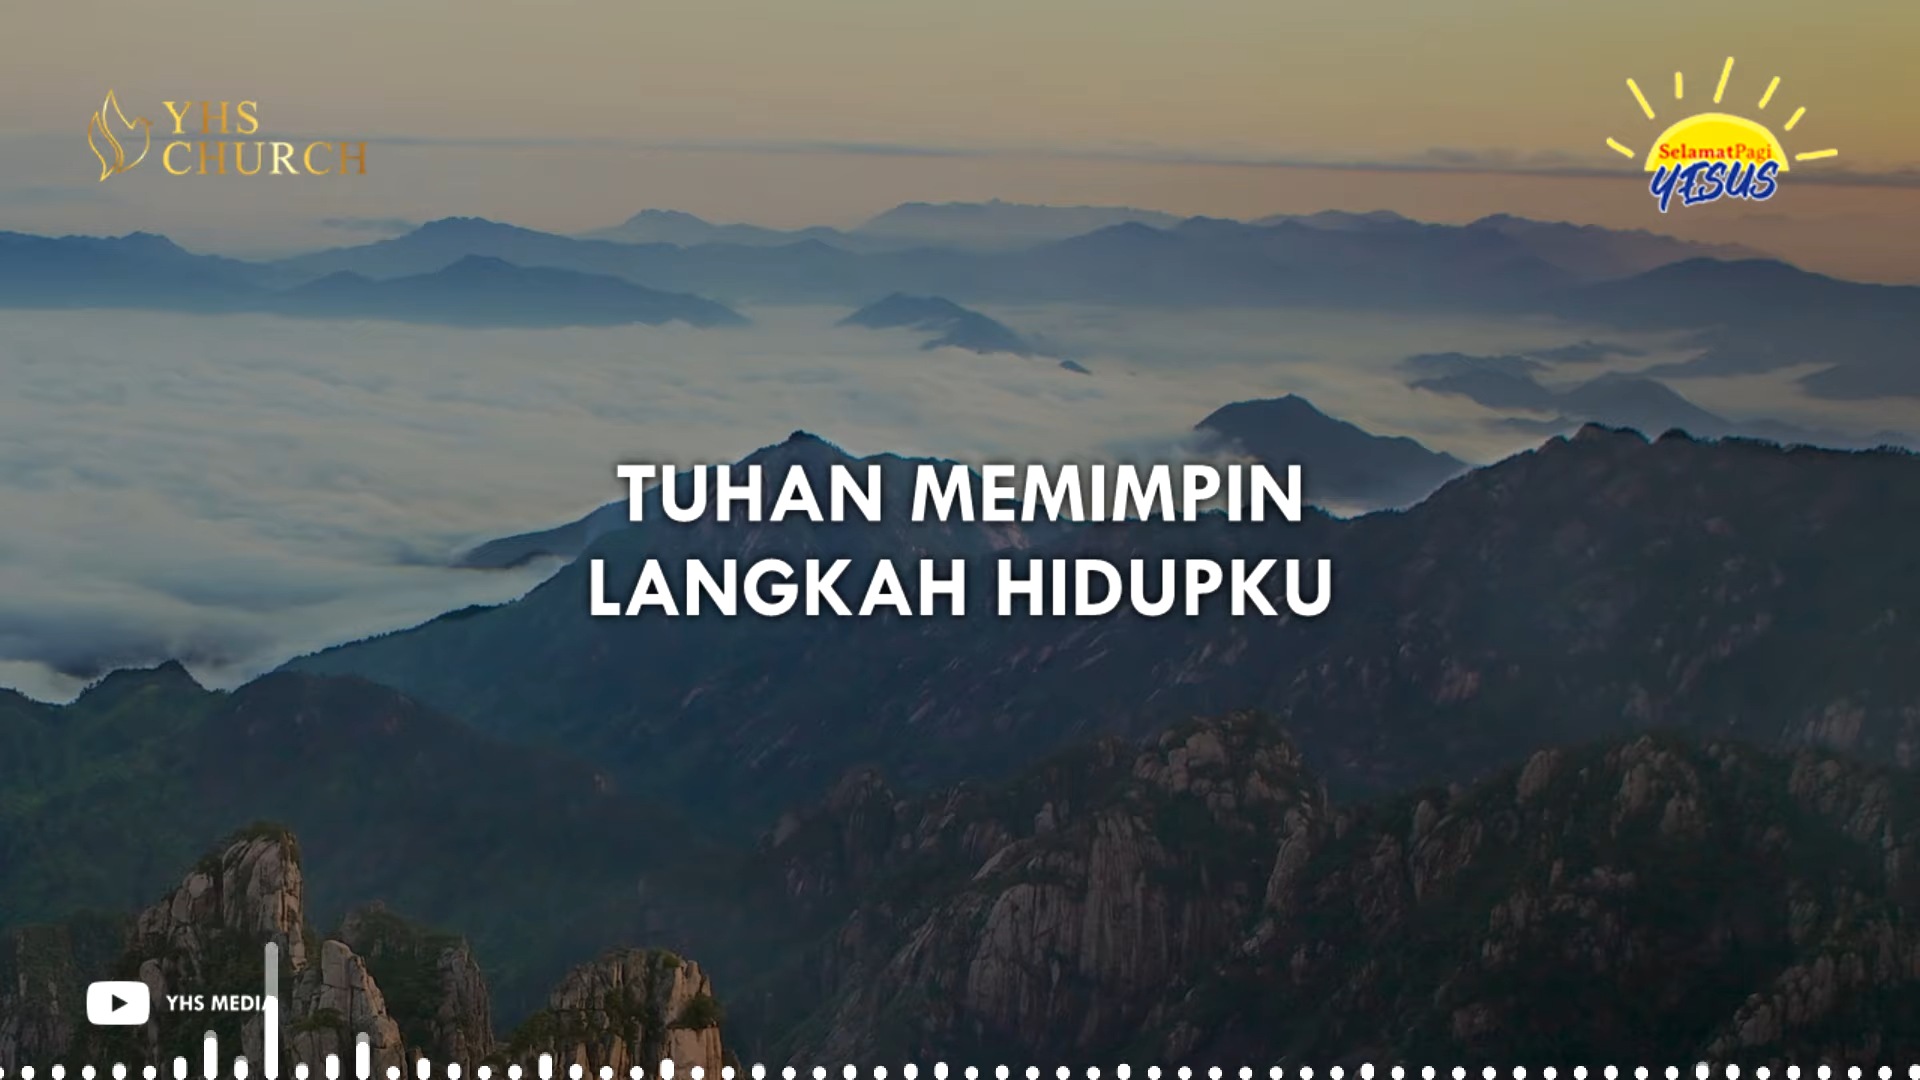 YHS
CHURCH
SelamatPagi
YESUS
TUHAN MEMIMPIN
LANGKAH HIDUPKU
YHS MEDIA